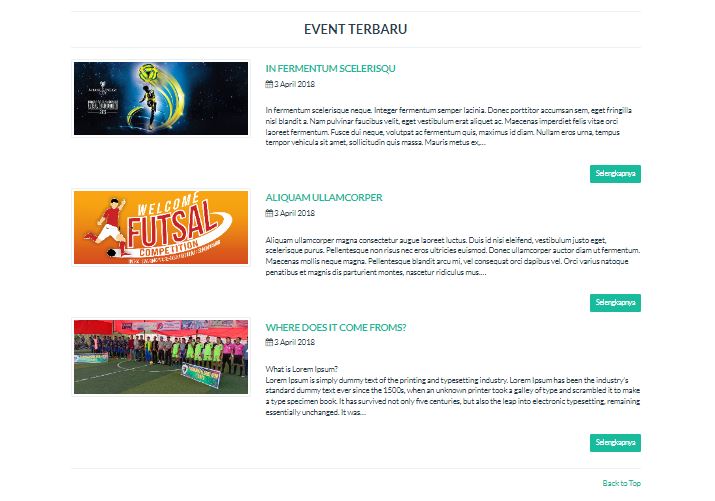 EVENT TERBARU
IN FERMENTUM SCELERISQU
3 April 2018
In fermentum scelerisque neque. Integer fermentum semper lacinia. Donec porttitor accumsan sem, eget fringilla
nisl blandit a. Nam pulvinar faucibus velit, eget vestibulum erat aliquet ac. Maecenas imperdiet felis vitae orci
laoreet fermentum. Fusce dui neque, volutpat ac fermentum quis, maximus id diam. Nullam eros urna, tempus
tempor vehicula sit amet, sollicitudin quis massa. Mauris metus ex,...
Selengkapnya
WELCOME
FUTSAL
COMPETITION
ALIQUAM ULLAMCORPER
3 April 2018
Aliquam ullamcorper magna consectetur augue laoreet luctus. Duis id nisi eleifend, vestibulum justo eget,
scelerisque purus. Pellentesque non risus nec eros ultricies euismod. Donec ullamcorper auctor diam ut fermentum.
Maecenas mollis neque magna. Pellentesque blandit arcu mi, vel consequat orci dapibus vel. Orci varius natoque
penatibus et magnis dis parturient montes, nascetur ridiculus mus....
Selengkapnya
WHERE DOES IT COME FROMS?
3 April 2018
What is Lorem Ipsum?
Lorem Ipsum is simply dummy text of the printing and typesetting industry. Lorem Ipsum has been the industry's
standard dummy text ever since the 1500s, when an unknown printer took a galley of type and scrambled it to make
a type specimen book. It has survived not only five centuries, but also the leap into electronic typesetting, remaining
essentially unchanged. It was...
Selengkapnya
Back to Top